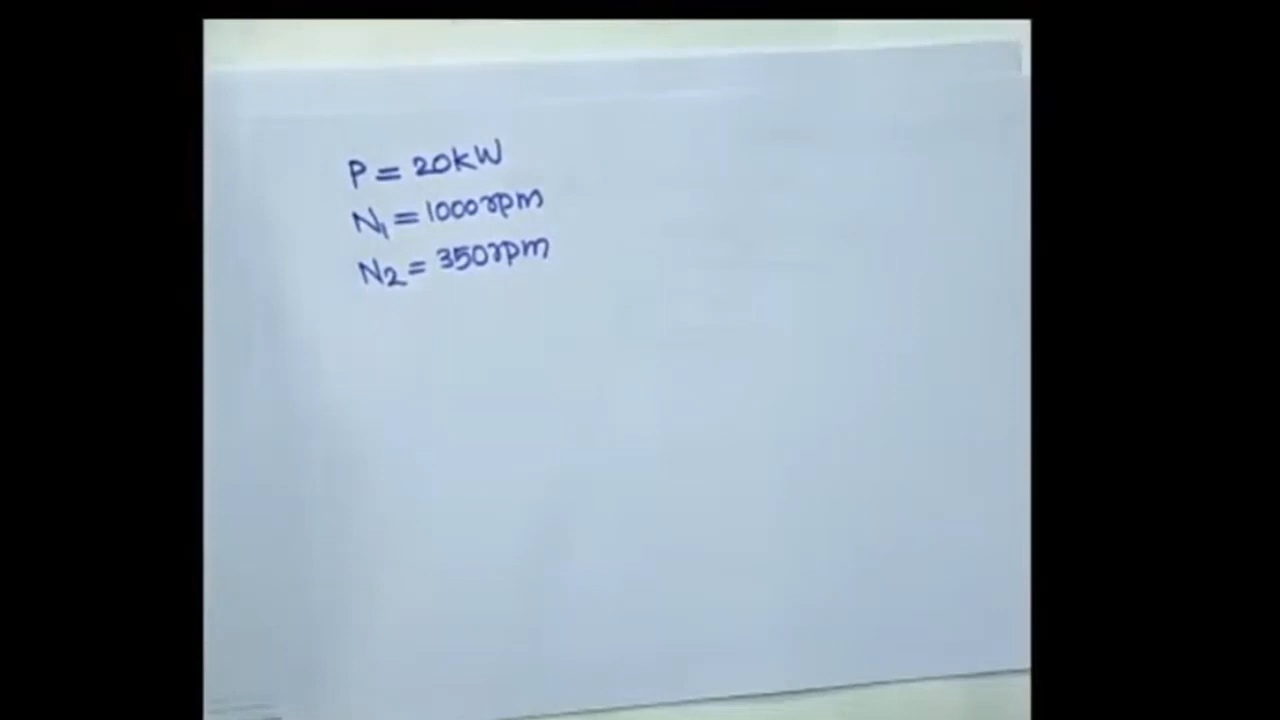 P = 20kW
N₁ = 1000rpm
N₂ = 350rpm